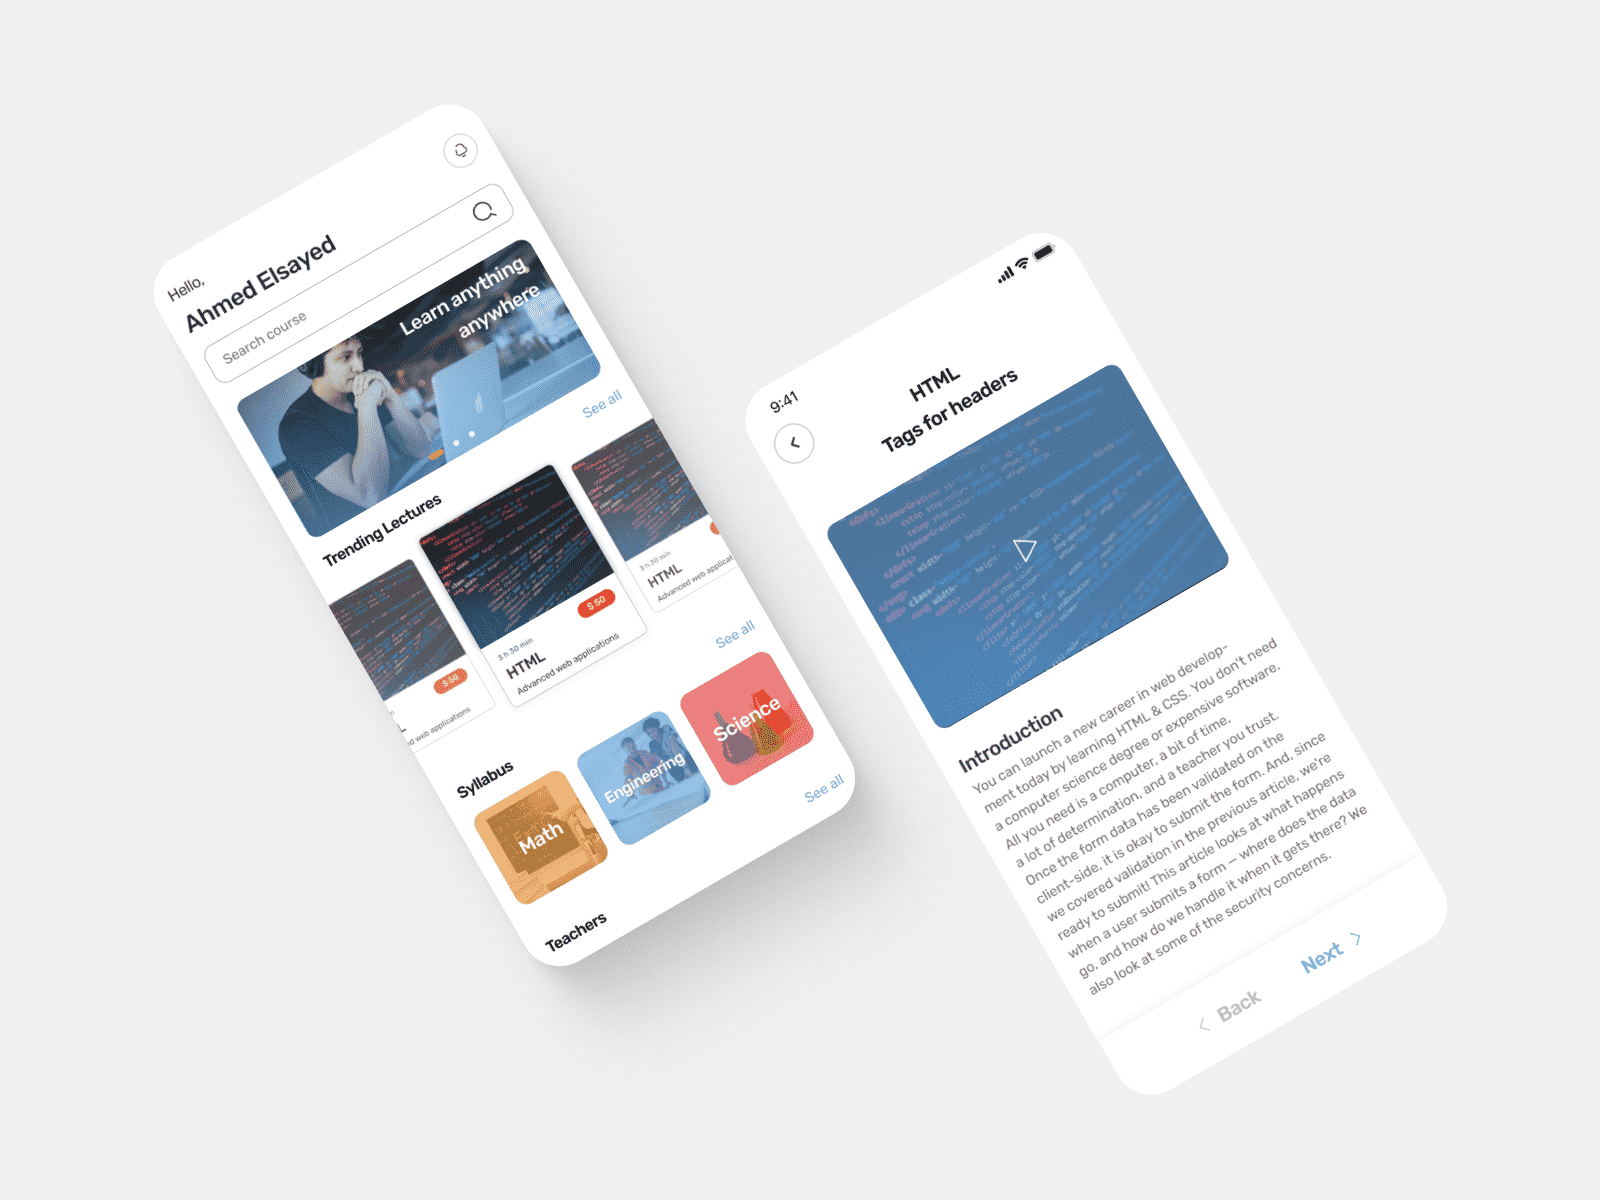 Hello,
Ahmed Elsayed
Search course
Learn anything
anywhere
Trending Lectures
See all
$ 50
Advanced web applications
3 h 30 min
HTML
Advanced web applications
$ 50
3 h 30 min
HTML
Advanced web applicat
Syllabus
See all
Math
Engineering
Science
Teachers
See all
9:41
HTML
Tags for headers
Introduction
You can launch a new career in web develop-
ment today by learning HTML & CSS. You don't need
a computer science degree or expensive software.
All you need is a computer, a bit of time,
a lot of determination, and a teacher you trust.
Once the form data has been validated on the
client-side, it is okay to submit the form. And, since
we covered validation in the previous article, we're
ready to submit! This article looks at what happens
when a user submits a form — where does the data
go, and how do we handle it when it gets there? We
also look at some of the security concerns.
Back
Next